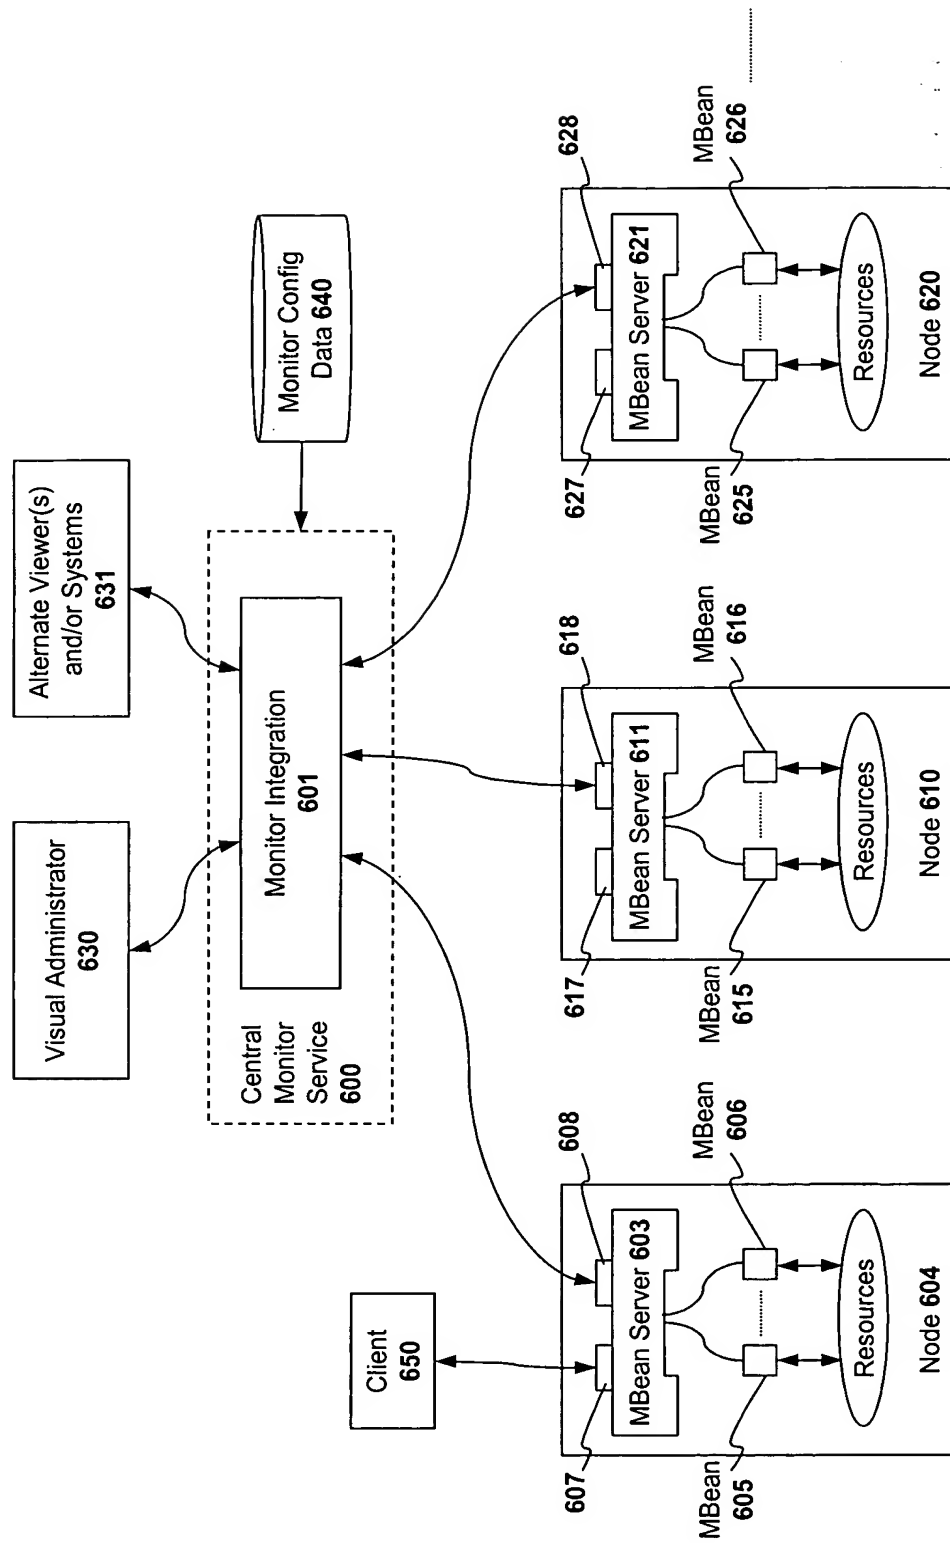 Visual Administrator
630
Alternate Viewer(s)
and/or Systems
631
Central
Monitor
Service
600
Monitor Integration
601
Monitor Config
Data 640
Client
650
607
608
MBean Server 603
MBean
605
MBean
606
Resources
Node 604
617
618
MBean Server 611
MBean
615
MBean
616
Resources
Node 610
627
628
MBean Server 621
MBean
625
MBean
626
Resources
Node 620